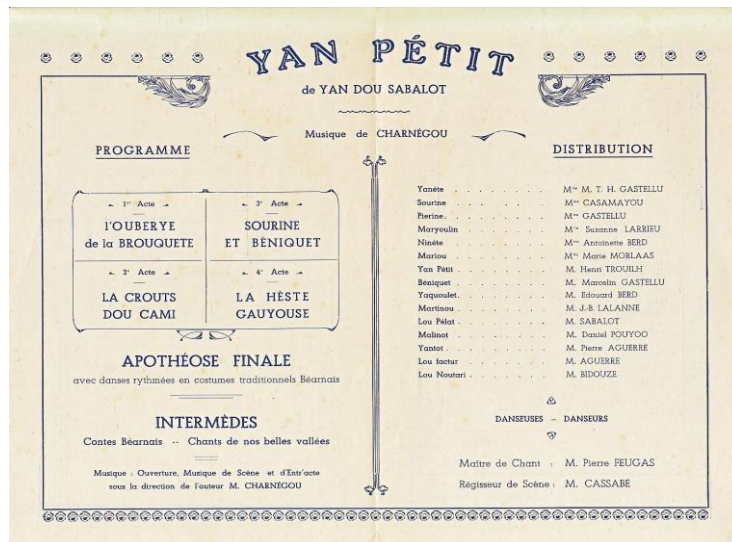 YAN PÉTIT
de YAN DOU SABALOT
Musique de CHARNÉGOU
PROGRAMME
1er Acte
l'OUBERYE
de la BROUQUETE
3e Acte
SOURINE
ET BÉNIQUET
2e Acte
LA CROUTS
DOU CAMI
4e Acte
LA HÈSTE
GAUYOUSE
APOTHÉOSE FINALE
avec danses rythmées en costumes traditionnels Béarnais
INTERMÈDES
Contes Béarnais -- Chants de nos belles vallées
Musique : Ouverture, Musique de Scène et d'Entr'acte
sous la direction de l'auteur M. CHARNÉGOU
DISTRIBUTION
Yanéte . . . . . . . M. T. H. GASTELLU
Sourine . . . . . . . CASAMAYOU
Pierine. . . . . . . GASTELLU
Maryoulin . . . . . . . Suzanne LARRIEU
Ninéte . . . . . . . Antoinette BERD
Mariou . . . . . . . Marie MORLAAS
Yan Pétit . . . . . . . M. Henri TROUILH
Béniquet . . . . . . . M. Marcelin GASTELLU
Yaquoulet. . . . . . . M. Edouard BERD
Martinou . . . . . . . M. J.-B. LALANNE
Lou Pélat . . . . . . . M. SABALOT
Malinot . . . . . . . M. Daniel POUYOO
Yantot . . . . . . . M. Pierre AGUERRE
Lou factur . . . . . . . M. AGUERRE
Lou Noutari . . . . . . . M. BIDOUZE
DANSEUSES – DANSEURS
Maître de Chant : M. Pierre FEUGAS
Régisseur de Scène : M. CASSABÉ